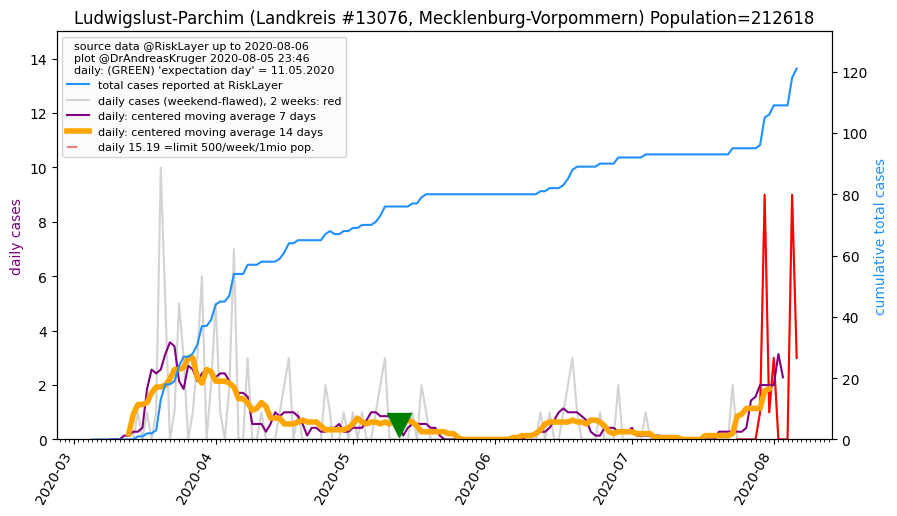 Ludwigslust-Parchim (Landkreis #13076, Mecklenburg-Vorpommern) Population=212618
source data @RiskLayer up to 2020-08-06
plot @DrAndreasKruger 2020-08-05 23:46
daily: (GREEN) 'expectation day' = 11.05.2020
total cases reported at RiskLayer
daily cases (weekend-flawed), 2 weeks: red
daily: centered moving average 7 days
daily: centered moving average 14 days
daily 15.19 =limit 500/week/1mio pop.
daily cases
14
12
10
8
6
4
2
0
cumulative total cases
120
100
80
60
40
20
0
2020-03
2020-04
2020-05
2020-06
2020-07
2020-08